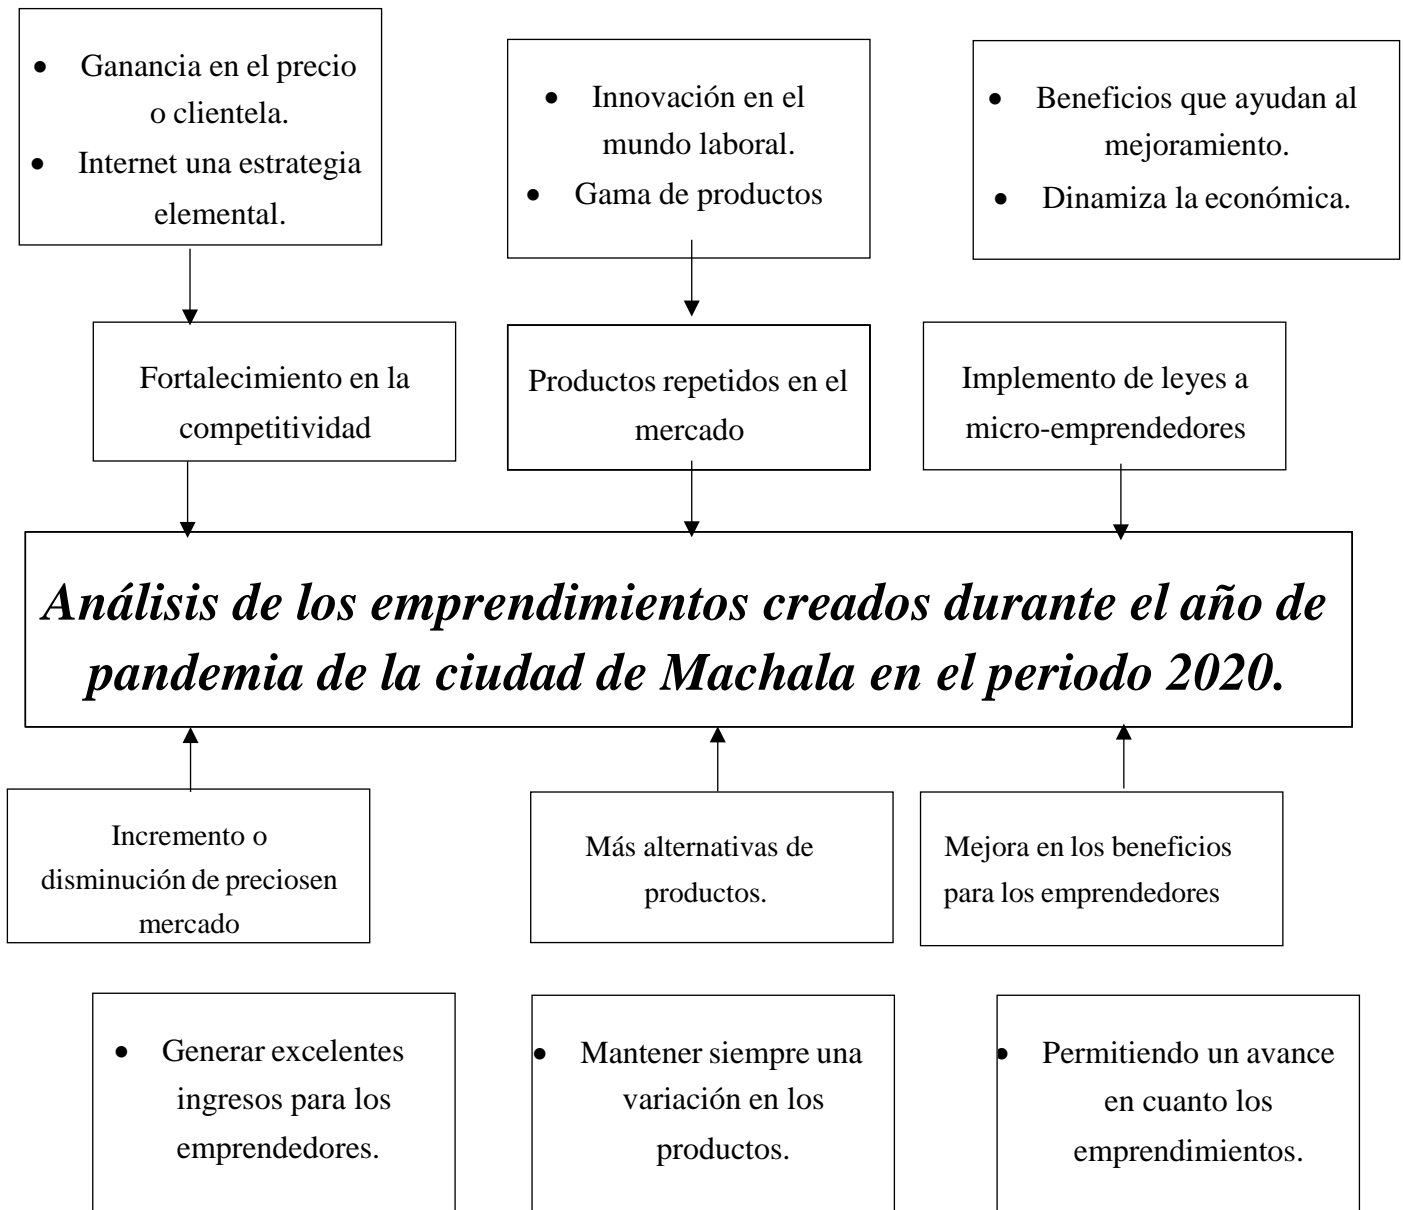 • Ganancia en el precio
o clientela.
• Internet una estrategia
elemental.
• Innovación en el
mundo laboral.
• Gama de productos
• Beneficios que ayudan al
mejoramiento.
• Dinamiza la económica.
Fortalecimiento en la
competitividad
Productos repetidos en el
mercado
Implemento de leyes a
micro-emprendedores
Análisis de los emprendimientos creados durante el año de
pandemia de la ciudad de Machala en el periodo 2020.
Incremento o
disminución de preciosen
mercado
Más alternativas de
productos.
Mejora en los beneficios
para los emprendedores
• Generar excelentes
ingresos para los
emprendedores.
• Mantener siempre una
variación en los
productos.
• Permitiendo un avance
en cuanto los
emprendimientos.